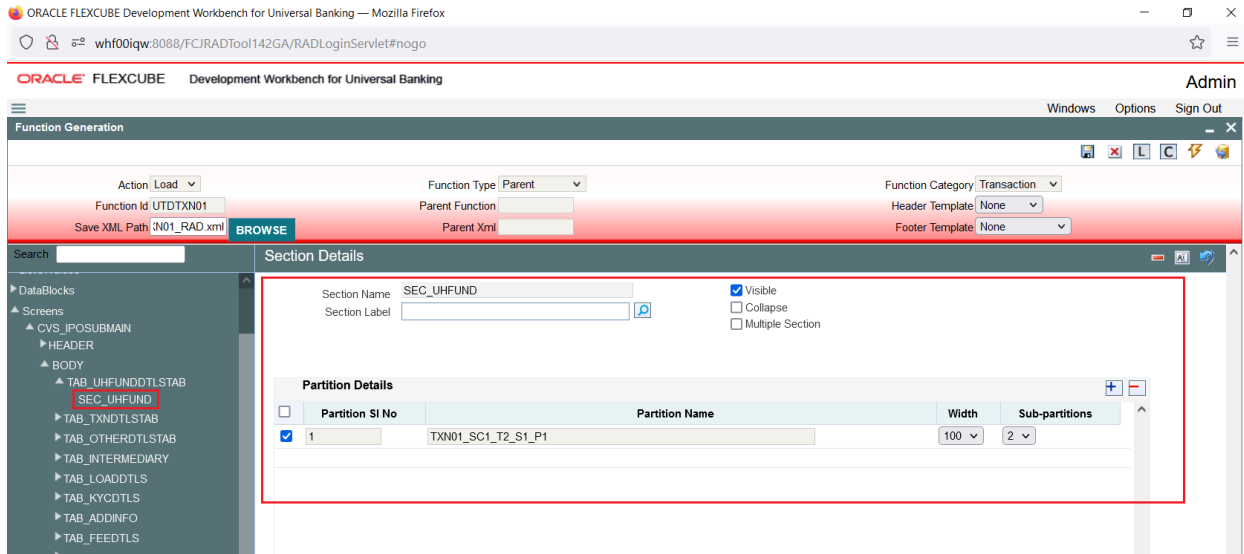 ORACLE FLEXCUBE Development Workbench for Universal Banking — Mozilla Firefox
whf00iqw:8088/FCJRADTool142GA/RADLoginServlet#nogo
ORACLE FLEXCUBE Development Workbench for Universal Banking
Admin
Windows Options Sign Out
Function Generation
L C
Action Load Function Type Parent Function Category Transaction
Function Id UTDTXN01 Parent Function Header Template None
Save XML Path N01_RAD.xml BROWSE Parent Xml Footer Template None
Search Section Details
DataBlocks
Screens
CVS_IPOSUBMAIN
HEADER
BODY
TAB_UHFUNDDTLSTAB
SEC_UHFUND
TAB_TXNDTLSTAB
TAB_OTHERDTLSTAB
TAB_INTERMEDIARY
TAB_LOADDTLS
TAB_KYCDTLS
TAB_ADDINFO
TAB_FEEDTLS
Section Name SEC_UHFUND Visible
Section Label Collapse
Multiple Section
Partition Details
Partition Sl No Partition Name Width Sub-partitions
1 TXN01_SC1_T2_S1_P1 100 2